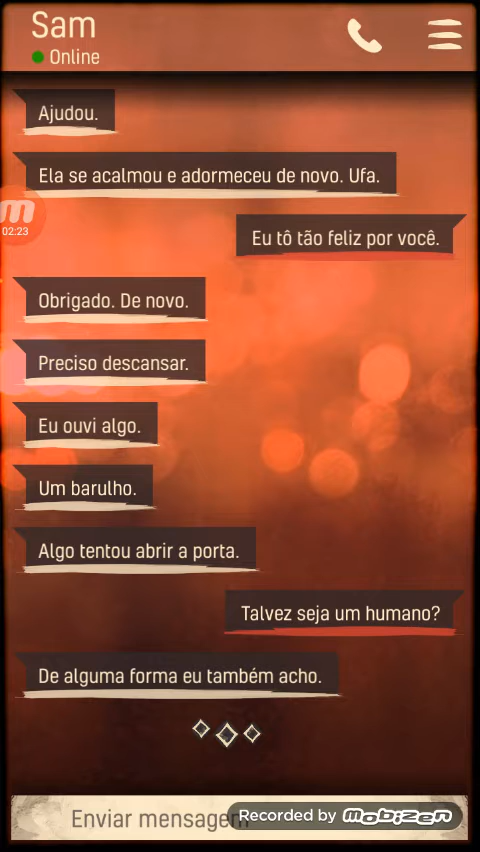 Sam
Online
Ajudou.
Ela se acalmou e adormeceu de novo. Ufa.
02:23
Eu tô tão feliz por você.
Obrigado. De novo.
Preciso descansar.
Eu ouvi algo.
Um barulho.
Algo tentou abrir a porta.
Talvez seja um humano?
De alguma forma eu também acho.
Enviar mensagem
Recorded by mobizen